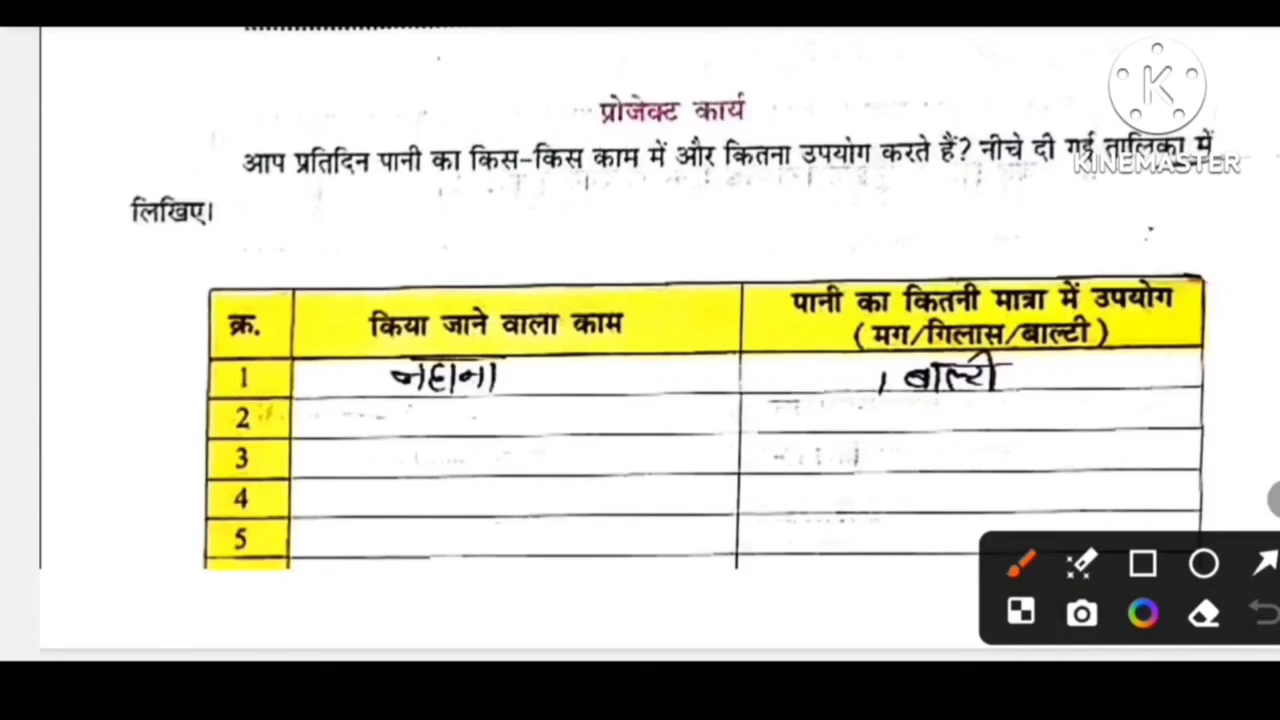 प्रोजेक्ट कार्य
आप प्रतिदिन पानी का किस-किस काम में और कितना उपयोग करते हैं? नीचे दी गई तालिका में
लिखिए।
K
KINEMASTER
क्र. किया जाने वाला काम पानी का कितनी मात्रा में उपयोग
(मग/गिलास/बाल्टी)
1 नहाना 1 बाल्टी
2
3
4
5